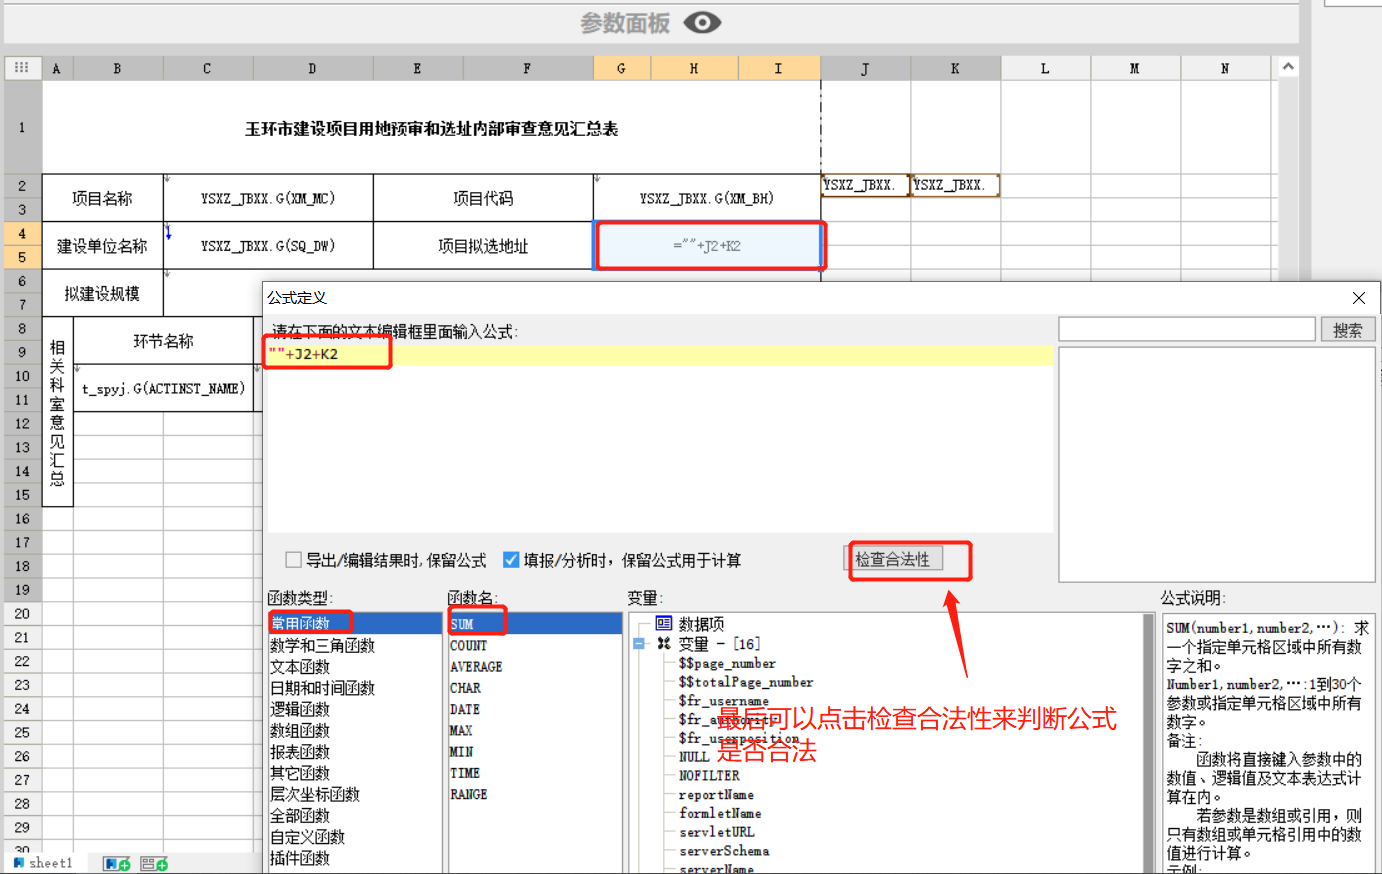 参数面板
A B C D E F G H I J K L M N
1
玉环市建设项目用地预审和选址内部审查意见汇总表
2
3
项目名称 YSXZ_JBXX.G(XM_MC) 项目代码 YSXZ_JBXX.G(XM_BH) YSXZ_JBXX. YSXZ_JBXX.
4
5
建设单位名称 YSXZ_JBXX.G(SQ_DW) 项目拟选地址 =""+J2+K2
6
7
拟建设规模
8
9
环节名称
10
11
t_spyj.G(ACTINST_NAME)
相关科室意见汇总
12
13
14
15
16
17
18
19
20
21
22
23
24
25
26
27
28
29
30
sheet1
公式定义
请在下面的文本编辑框里面输入公式:
""+J2+K2
搜索
导出/编辑结果时,保留公式 填报/分析时，保留公式用于计算 检查合法性
函数类型:
常用函数
数学和三角函数
文本函数
日期和时间函数
逻辑函数
数组函数
报表函数
其它函数
层次坐标函数
全部函数
自定义函数
插件函数
函数名:
SUM
COUNT
AVERAGE
CHAR
DATE
MAX
MIN
TIME
RANGE
变量:
数据项
变量 - [16]
$$page_number
$$totalPage_number
$fr_username
$fr_authority
$fr_userposition
NULL
NOFILTER
reportName
formletName
servletURL
serverSchema
serverName
最后可以点击检查合法性来判断公式
是否合法
公式说明:
SUM(number1,number2,…): 求
一个指定单元格区域中所有数
字之和。
Number1,number2,…:1到30个
参数或指定单元格区域中所有
数字。
备注:
函数将直接键入参数中的
数值、逻辑值及文本表达式计
算在内。
若参数是数组或引用，则
只有数组或单元格引用中的数
值进行计算。
示例: